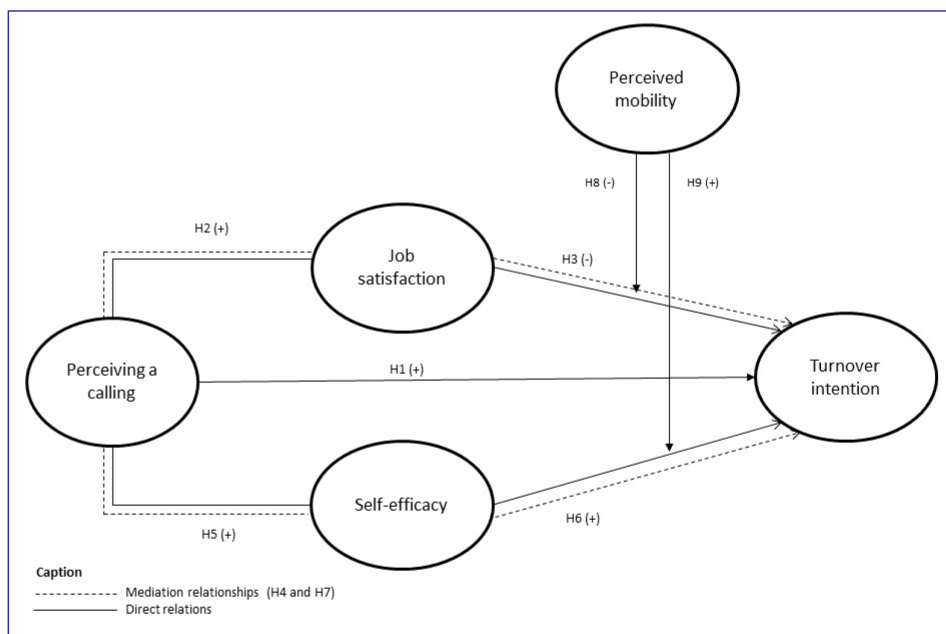 Perceived
mobility
H8 (-)
H9 (+)
H2 (+)
Job
satisfaction
H3 (-)
Perceiving a
calling
H1 (+)
Turnover
intention
Self-efficacy
H5 (+)
H6 (+)
Caption
Mediation relationships (H4 and H7)
Direct relations